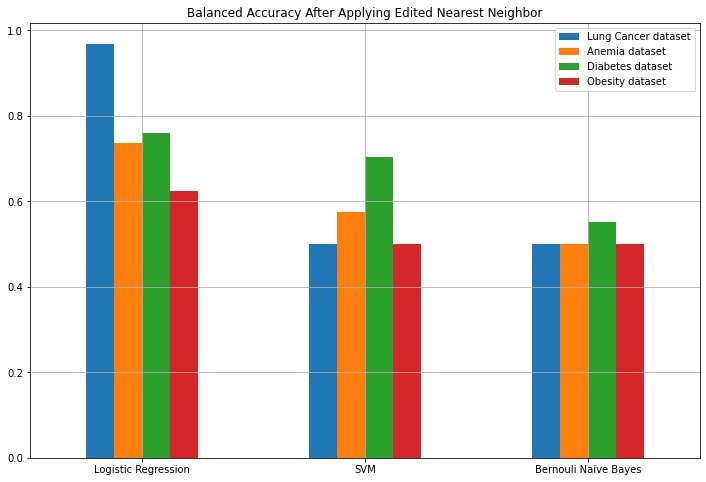 Balanced Accuracy After Applying Edited Nearest Neighbor
1.0
0.8
0.6
0.4
0.2
0.0
Lung Cancer dataset
Anemia dataset
Diabetes dataset
Obesity dataset
Logistic Regression
SVM
Bernouli Naive Bayes